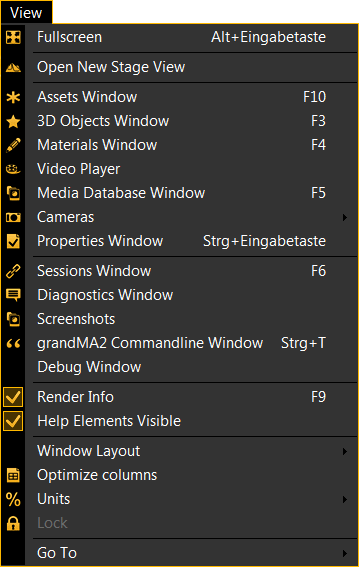 View
Fullscreen Alt+Eingabetaste
Open New Stage View
Assets Window F10
3D Objects Window F3
Materials Window F4
Video Player
Media Database Window F5
Cameras
Properties Window Strg+Eingabetaste
Sessions Window F6
Diagnostics Window
Screenshots
grandMA2 Commandline Window Strg+T
Debug Window
Render Info F9
Help Elements Visible
Window Layout
Optimize columns
Units
Lock
Go To